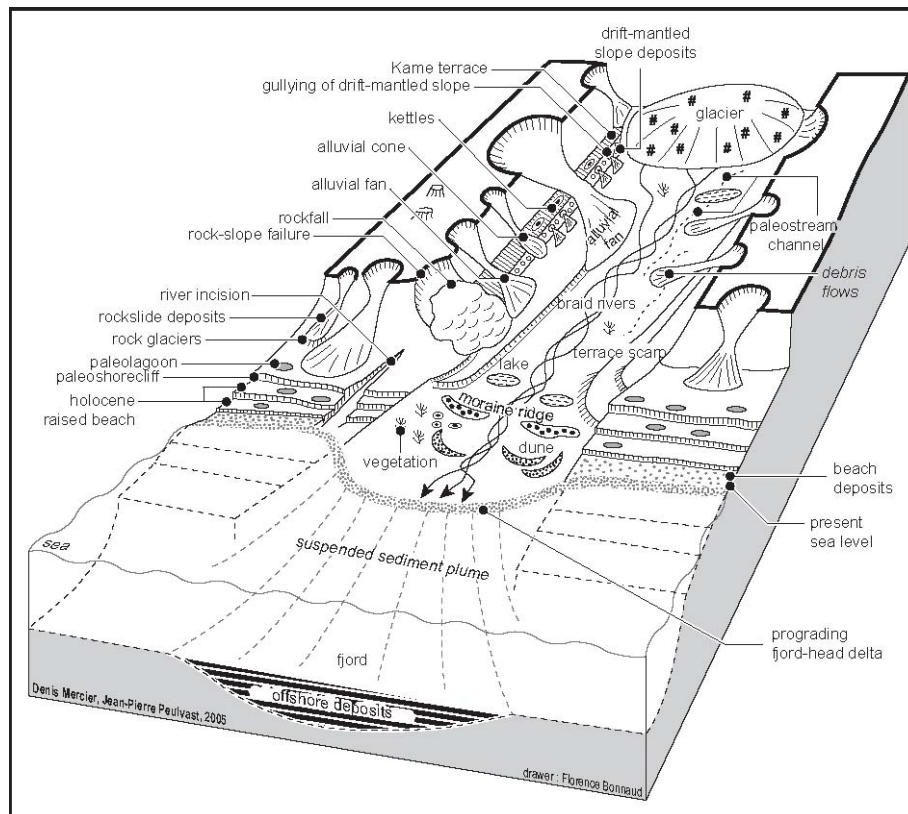 drift-mantled
slope deposits
Kame terrace
gullying of drift-mantled slope
glacier
kettles
alluvial cone
alluvial fan
rockfall
rock-slope failure
alluvial
fan
paleostream
channel
debris
flows
river incision
rockslide deposits
rock glaciers
braid rivers
paleolagoon
paleoshorecliff
holocene
raised beach
lake
terrace scarp
moraine ridge
dune
vegetation
beach
deposits
present
sea level
sea
suspended sediment plume
prograding
fjord-head delta
fjord
offshore deposits
Denis Mercier, Jean-Pierre Peulvast, 2005
drawer : Florence Bonnaud